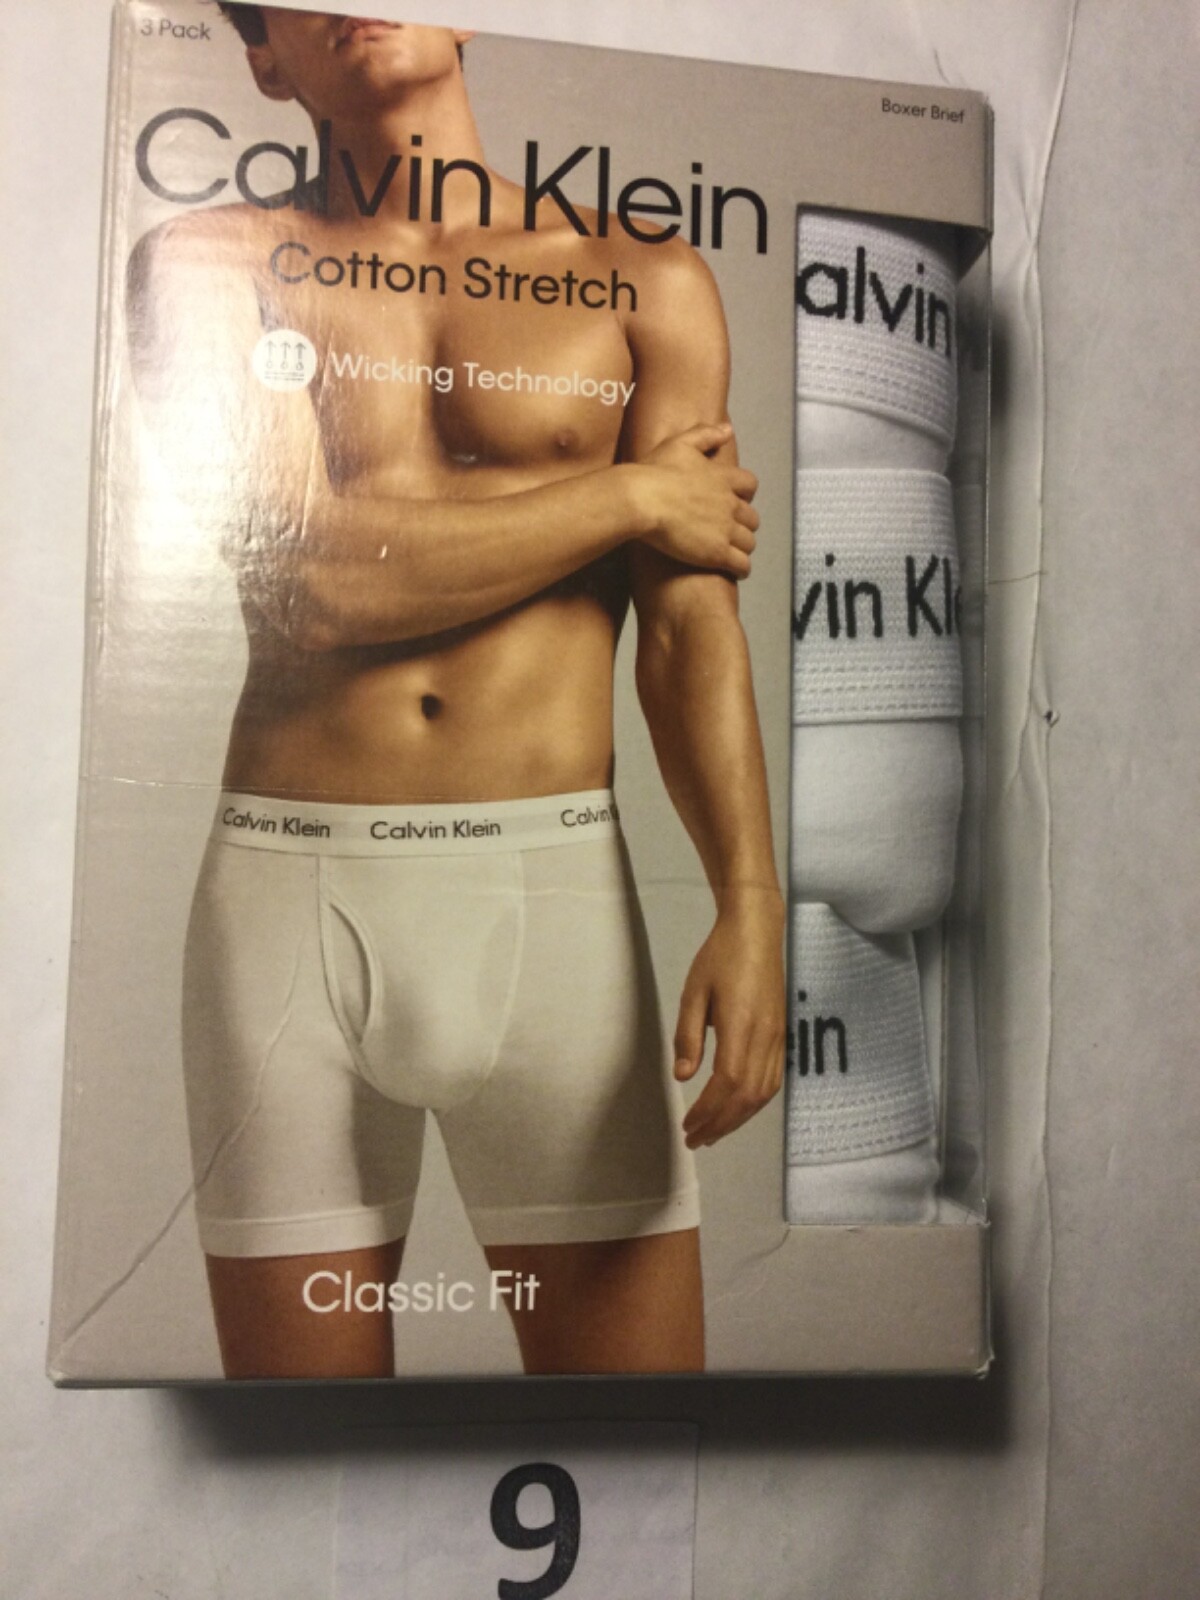 3 Pack
Boxer Brief
Calvin Klein
Cotton Stretch
Wicking Technology
alvin
vin Kle
ein
Calvin Klein Calvin Klein Calvin K
Classic Fit
9